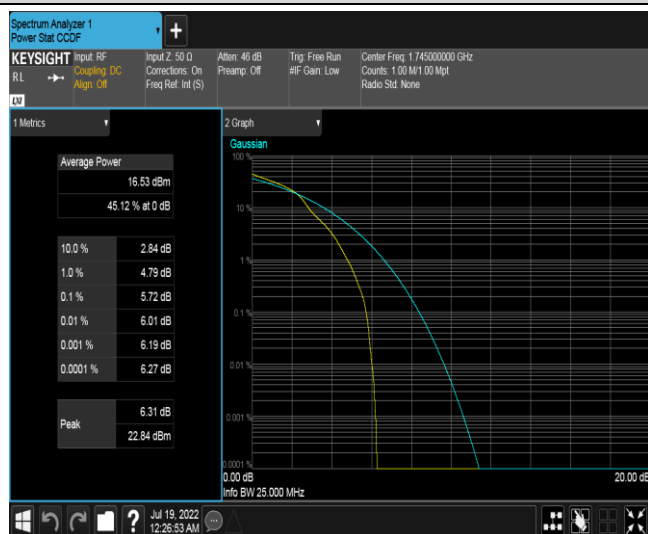 Spectrum Analyzer 1
Power Stat CCDF
+
KEYSIGHT
RL
LXI
Input: RF
Coupling: DC
Align: Off
Input Z: 50 Ω
Corrections: On
Freq Ref: Int (S)
Atten: 46 dB
Preamp: Off
Trig: Free Run
#IF Gain: Low
Center Freq: 1.745000000 GHz
Counts: 1.00 M/1.00 Mpt
Radio Std: None
1 Metrics
Average Power
16.53 dBm
45.12 % at 0 dB
10.0 % 2.84 dB
1.0 % 4.79 dB
0.1 % 5.72 dB
0.01 % 6.01 dB
0.001 % 6.19 dB
0.0001 % 6.27 dB
Peak
6.31 dB
22.84 dBm
2 Graph
Gaussian
100 %
10 %
1 %
0.1 %
0.01 %
0.001 %
0.0001 %
0.00 dB
20.00 dB
Info BW 25.000 MHz
?
Jul 19, 2022
12:26:53 AM